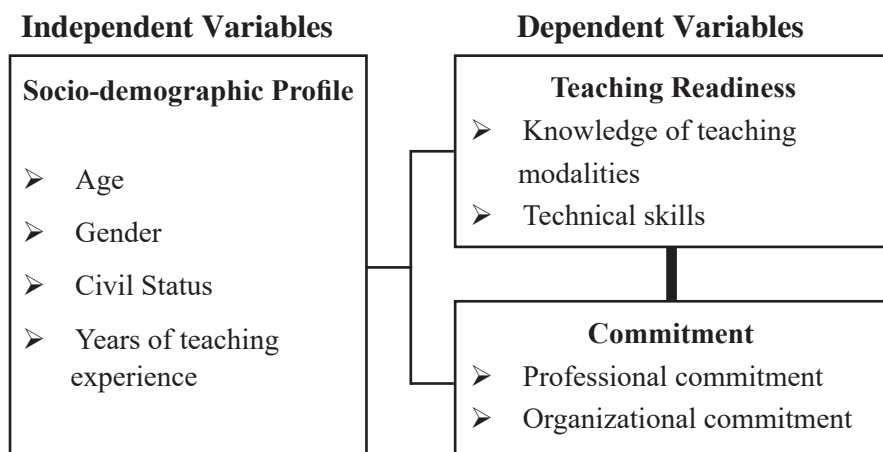 Independent Variables
Socio-demographic Profile
➢ Age
➢ Gender
➢ Civil Status
➢ Years of teaching
experience
Dependent Variables
Teaching Readiness
➢ Knowledge of teaching
modalities
➢ Technical skills
Commitment
➢ Professional commitment
➢ Organizational commitment